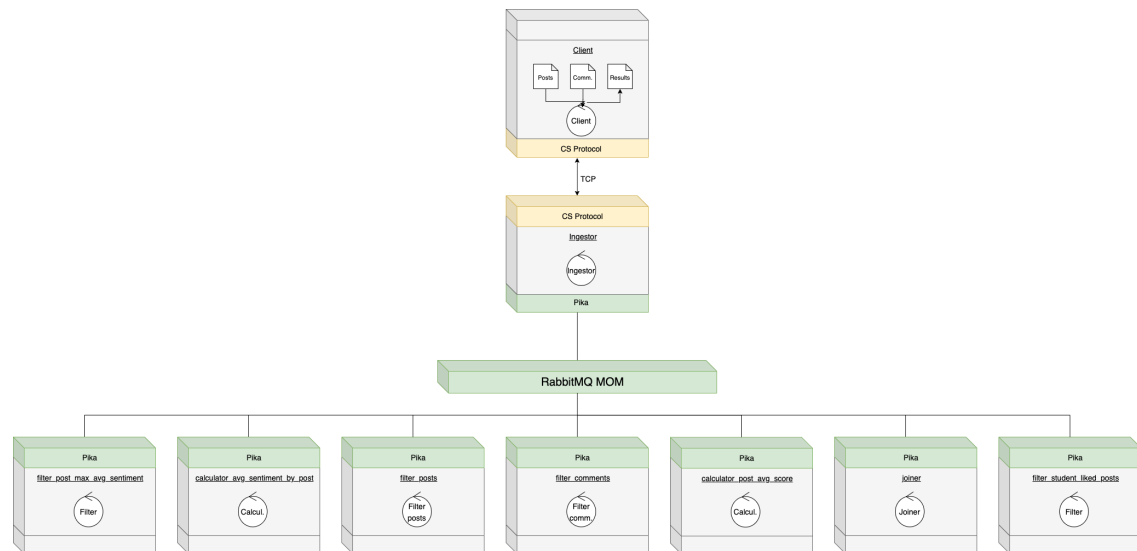 Client
Posts
Comm.
Results
Client
CS Protocol
TCP
CS Protocol
Ingestor
Ingestor
Pika
RabbitMQ MOM
Pika
Pika
Pika
Pika
Pika
Pika
Pika
filter_post_max_avg_sentiment
calculator_avg_sentiment_by_post
filter_posts
filter_comments
calculator_post_avg_score
joiner
filter_student_liked_posts
Filter
Calcul.
Filter
posts
Filter
comm.
Calcul.
Joiner
Filter